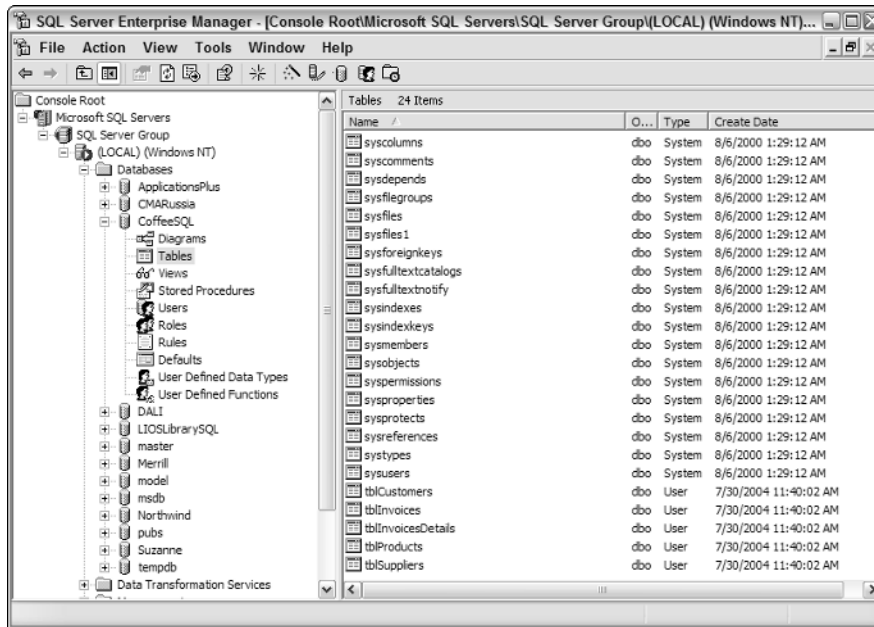 SQL Server Enterprise Manager - [Console Root\Microsoft SQL Servers\SQL Server Group\(LOCAL) (Windows NT)...
File Action View Tools Window Help
Console Root
Microsoft SQL Servers
SQL Server Group
(LOCAL) (Windows NT)
Databases
ApplicationsPlus
CMARussia
CoffeeSQL
Diagrams
Tables
Views
Stored Procedures
Users
Roles
Rules
Defaults
User Defined Data Types
User Defined Functions
DALI
LIOSLibrarySQL
master
Merrill
model
msdb
Northwind
pubs
Suzanne
tempdb
Data Transformation Services
Tables 24 Items
Name O... Type Create Date
syscolumns dbo System 8/6/2000 1:29:12 AM
syscomments dbo System 8/6/2000 1:29:12 AM
sysdepends dbo System 8/6/2000 1:29:12 AM
sysfilegroups dbo System 8/6/2000 1:29:12 AM
sysfiles dbo System 8/6/2000 1:29:12 AM
sysfiles1 dbo System 8/6/2000 1:29:12 AM
sysforeignkeys dbo System 8/6/2000 1:29:12 AM
sysfulltextcatalogs dbo System 8/6/2000 1:29:12 AM
sysfulltextnotify dbo System 8/6/2000 1:29:12 AM
sysindexes dbo System 8/6/2000 1:29:12 AM
sysindexkeys dbo System 8/6/2000 1:29:12 AM
sysmembers dbo System 8/6/2000 1:29:12 AM
sysobjects dbo System 8/6/2000 1:29:12 AM
syspermissions dbo System 8/6/2000 1:29:12 AM
sysproperties dbo System 8/6/2000 1:29:12 AM
sysprotects dbo System 8/6/2000 1:29:12 AM
sysreferences dbo System 8/6/2000 1:29:12 AM
systypes dbo System 8/6/2000 1:29:12 AM
sysusers dbo System 8/6/2000 1:29:12 AM
tblCustomers dbo User 7/30/2004 11:40:02 AM
tblInvoices dbo User 7/30/2004 11:40:02 AM
tblInvoicesDetails dbo User 7/30/2004 11:40:02 AM
tblProducts dbo User 7/30/2004 11:40:02 AM
tblSuppliers dbo User 7/30/2004 11:40:02 AM